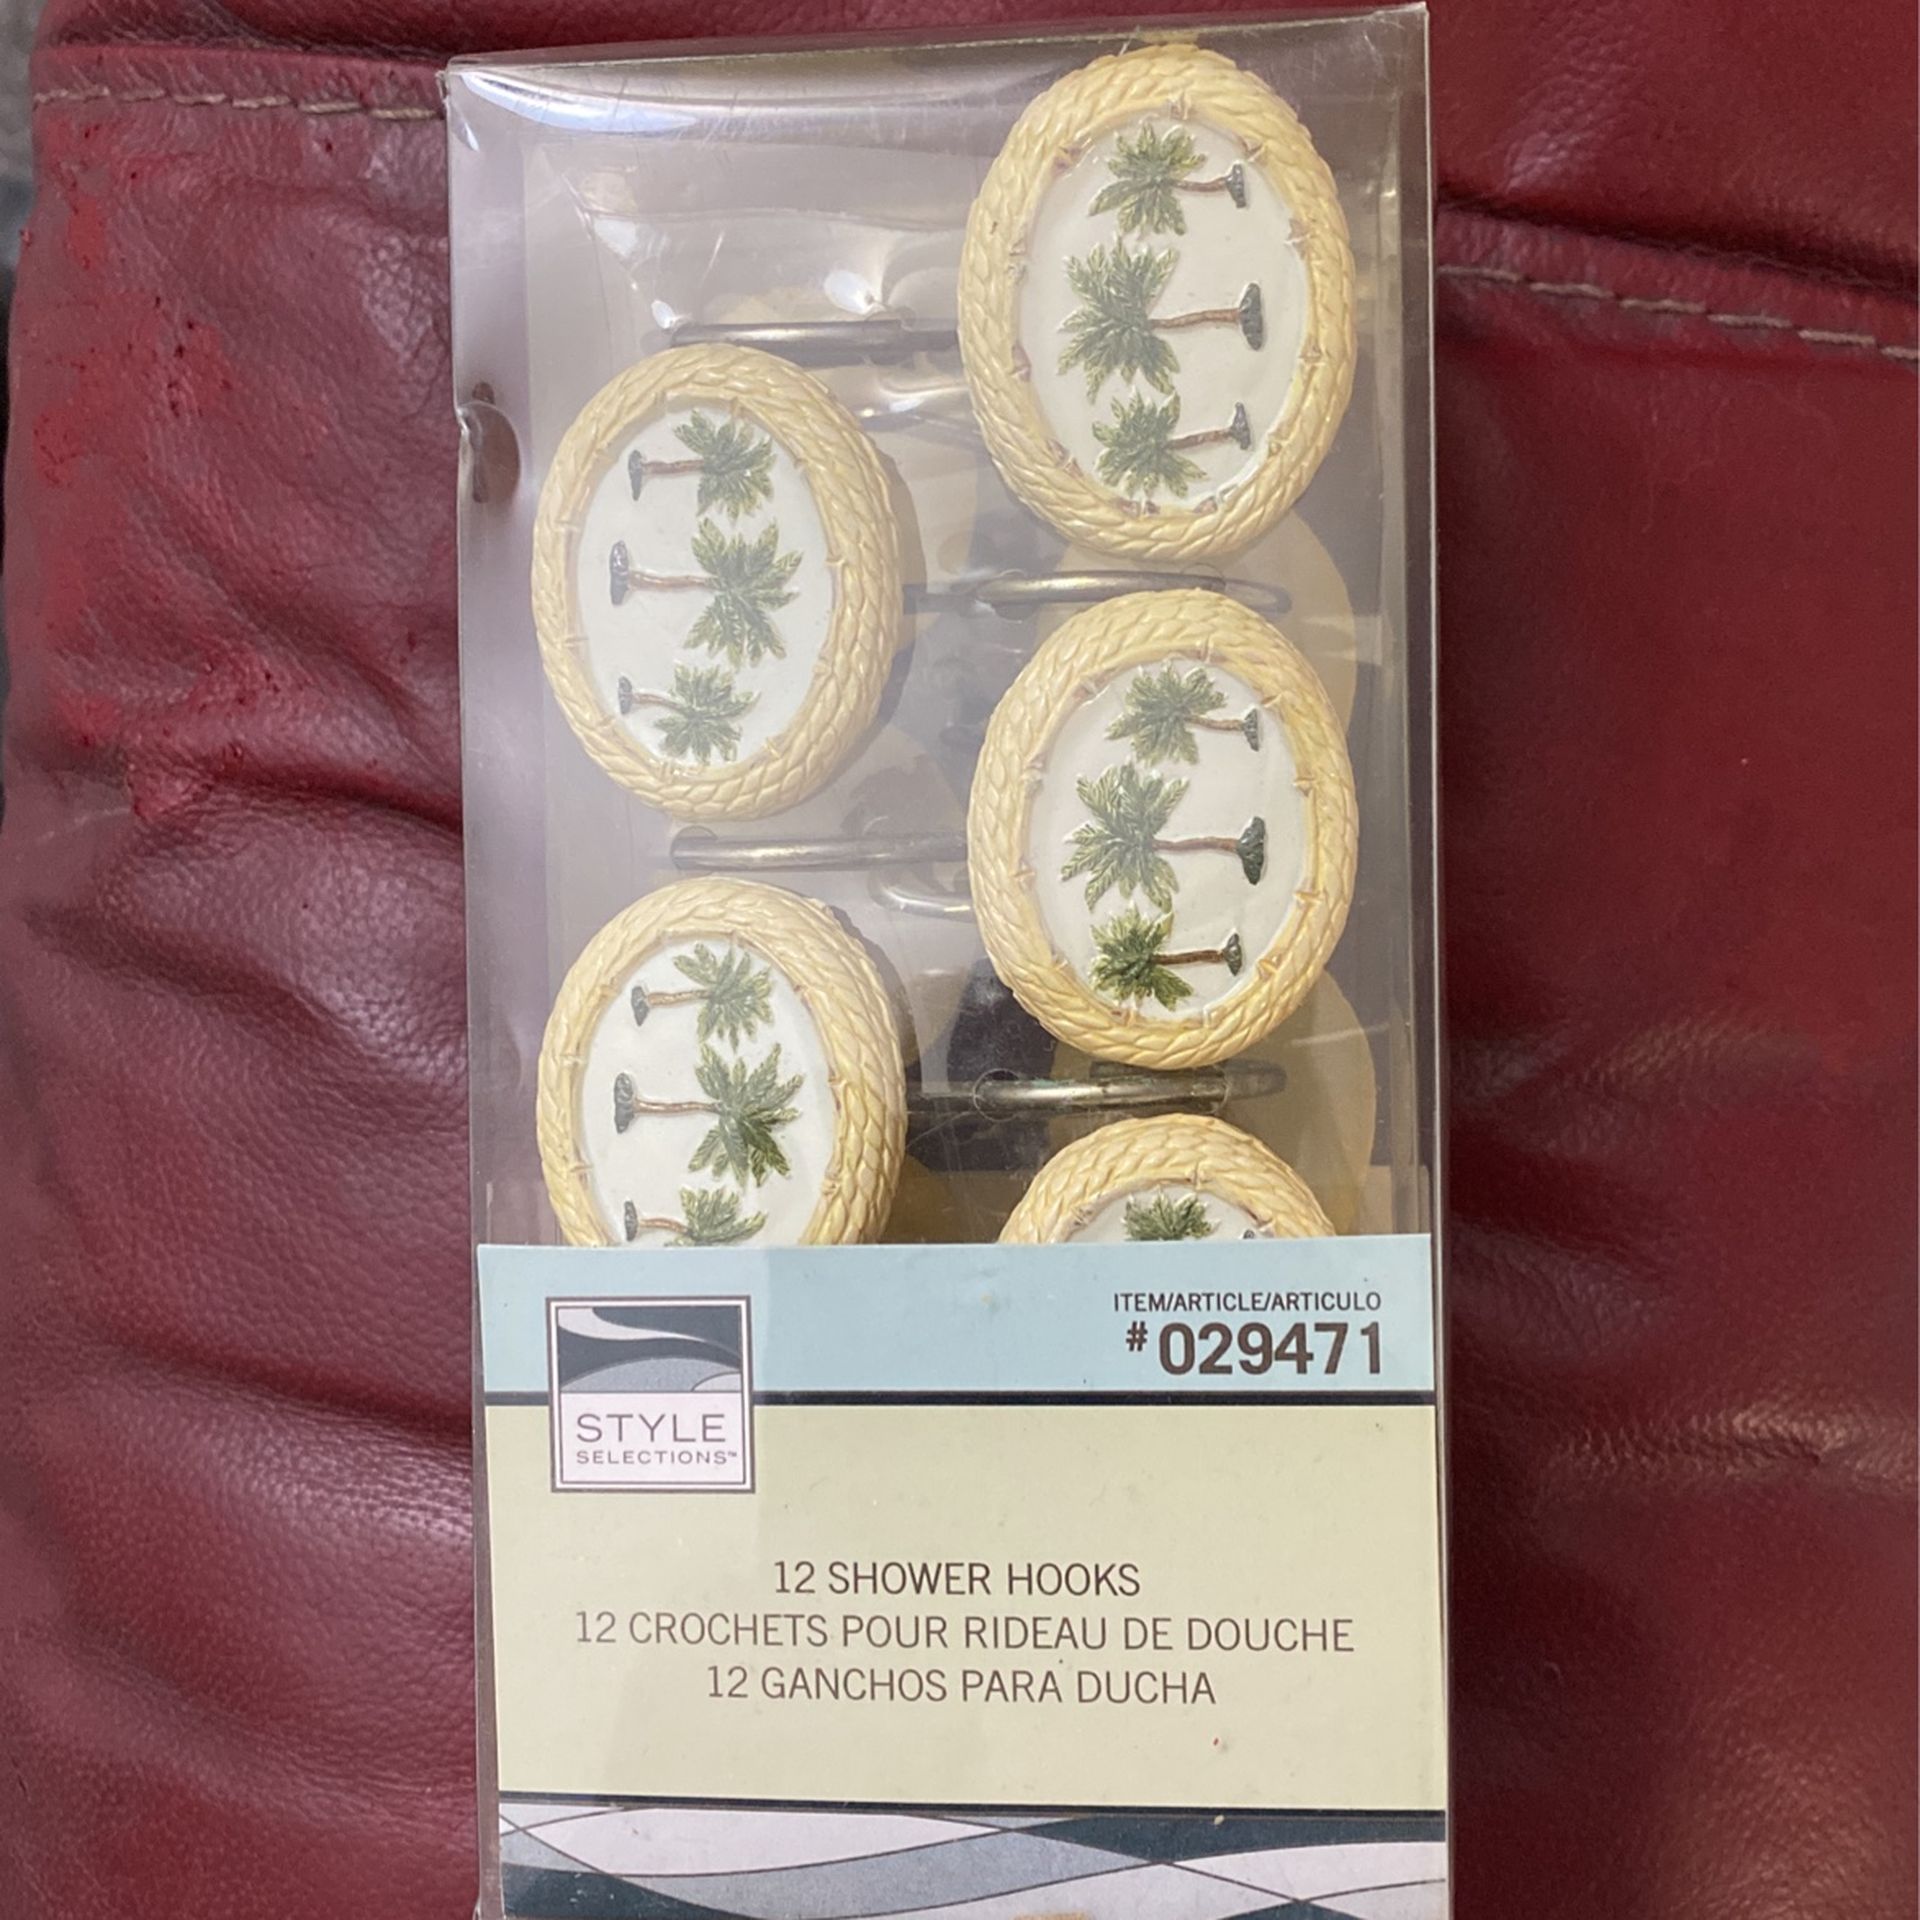 ITEM/ARTICLE/ARTICULO
#029471
STYLE
SELECTIONS™
12 SHOWER HOOKS
12 CROCHETS POUR RIDEAU DE DOUCHE
12 GANCHOS PARA DUCHA